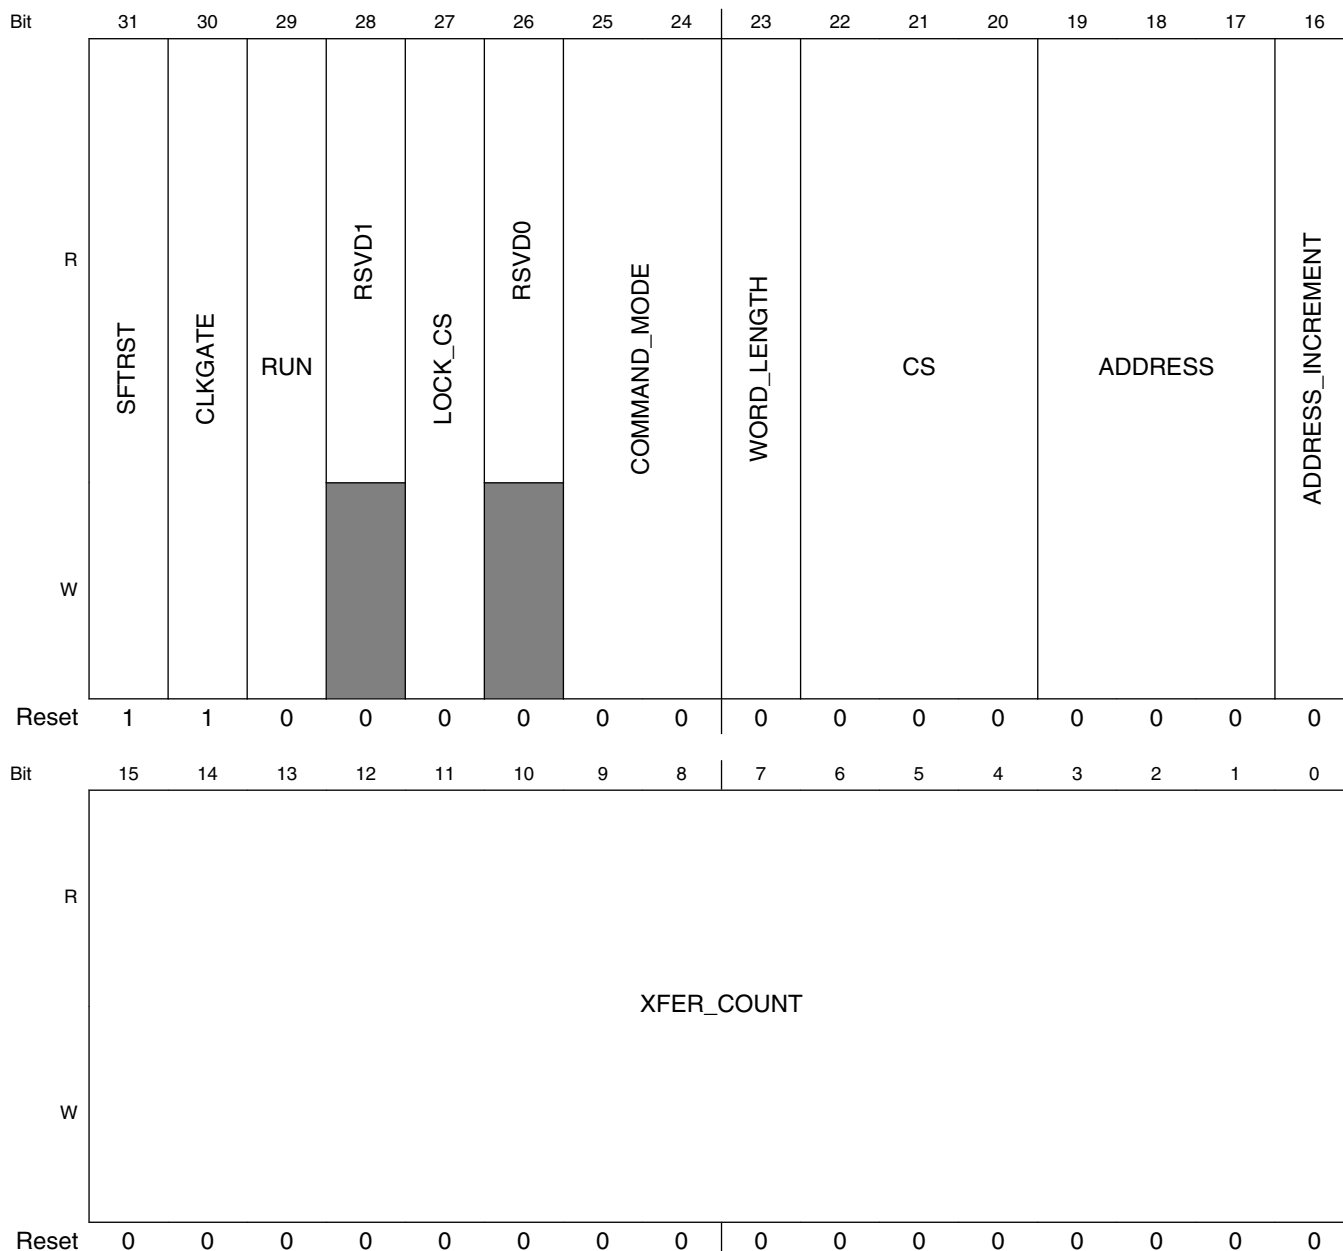 Bit 31 30 29 28 27 26 25 24 23 22 21 20 19 18 17 16
R
SFTRST
CLKGATE
RUN
RSVD1
LOCK_CS
RSVD0
COMMAND_MODE
WORD_LENGTH
CS
ADDRESS
ADDRESS_INCREMENT
W
Reset 1 1 0 0 0 0 0 0 0 0 0 0 0 0 0 0
Bit 15 14 13 12 11 10 9 8 7 6 5 4 3 2 1 0
R
XFER_COUNT
W
Reset 0 0 0 0 0 0 0 0 0 0 0 0 0 0 0 0